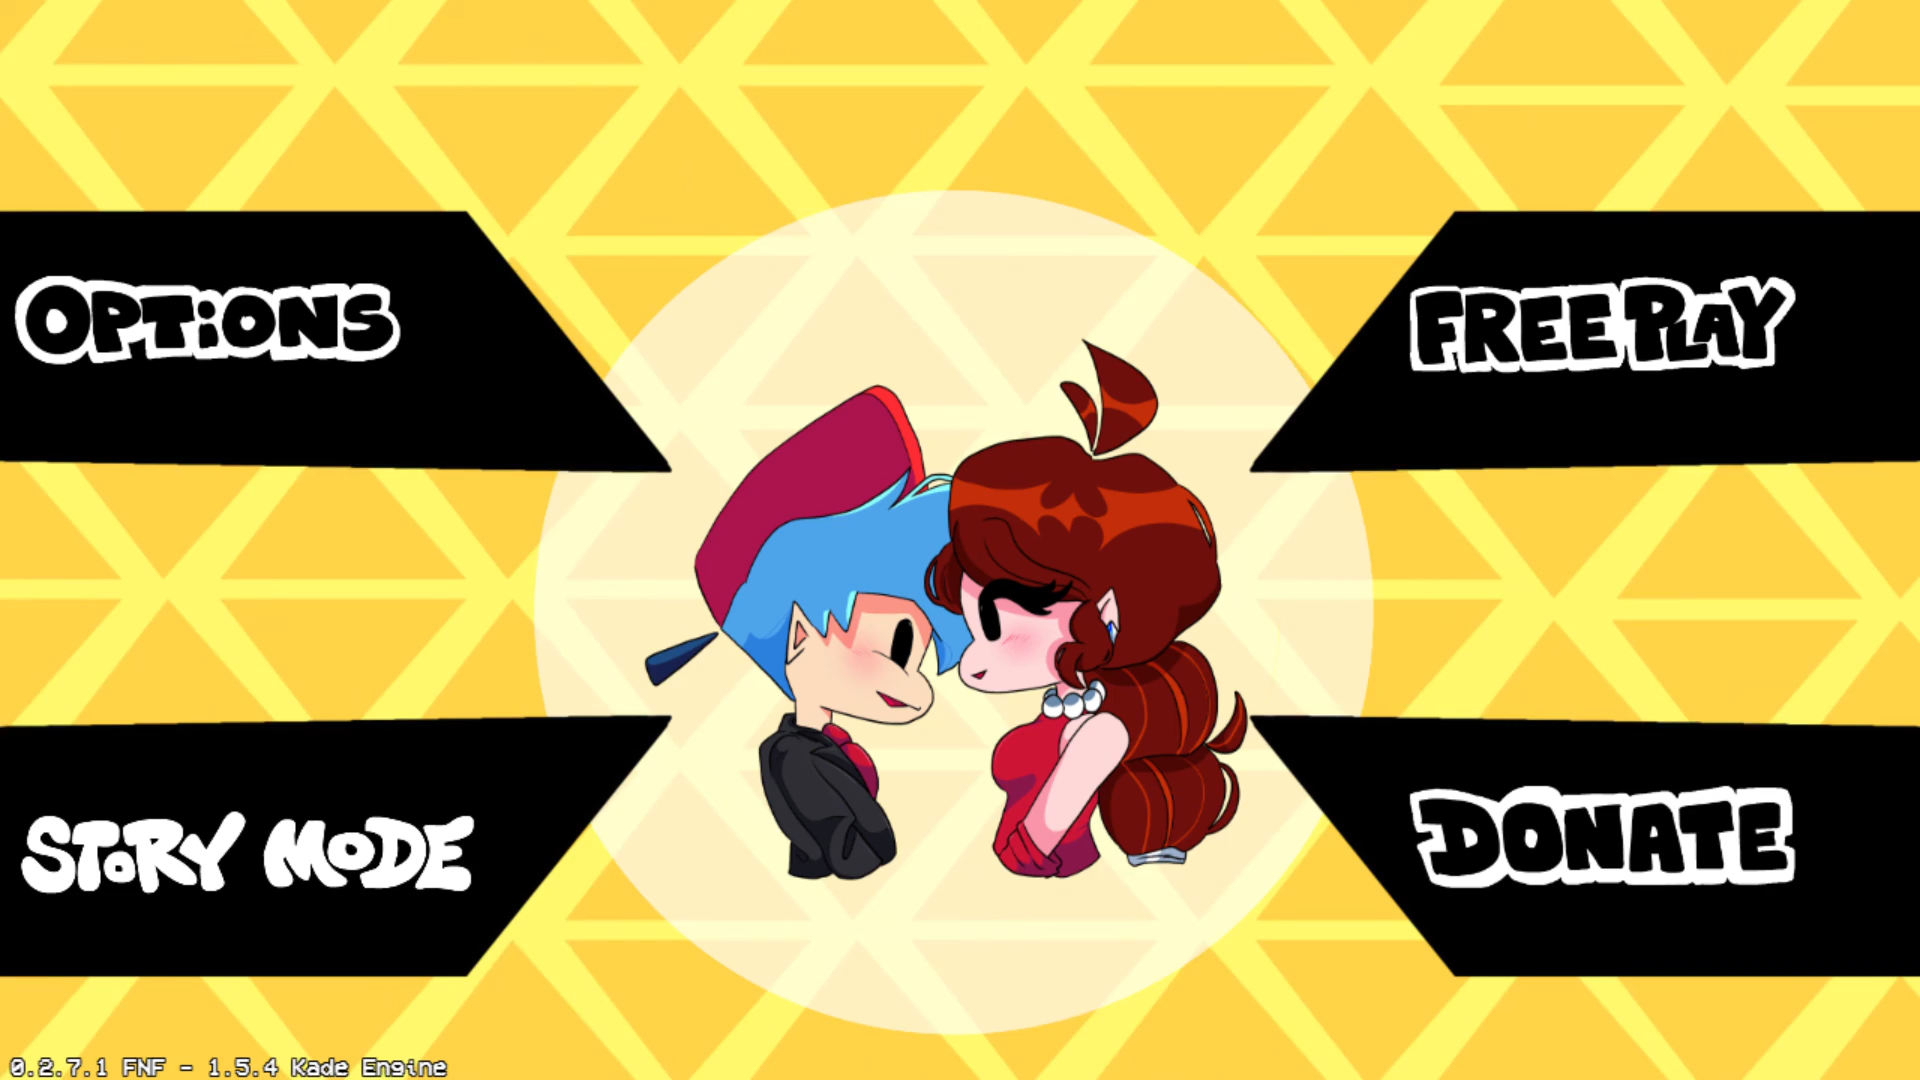 OPTiONS
FREE PLAY
STORY MODE
DONATE
0.2.7.1 FNF - 1.5.4 Kade Engine